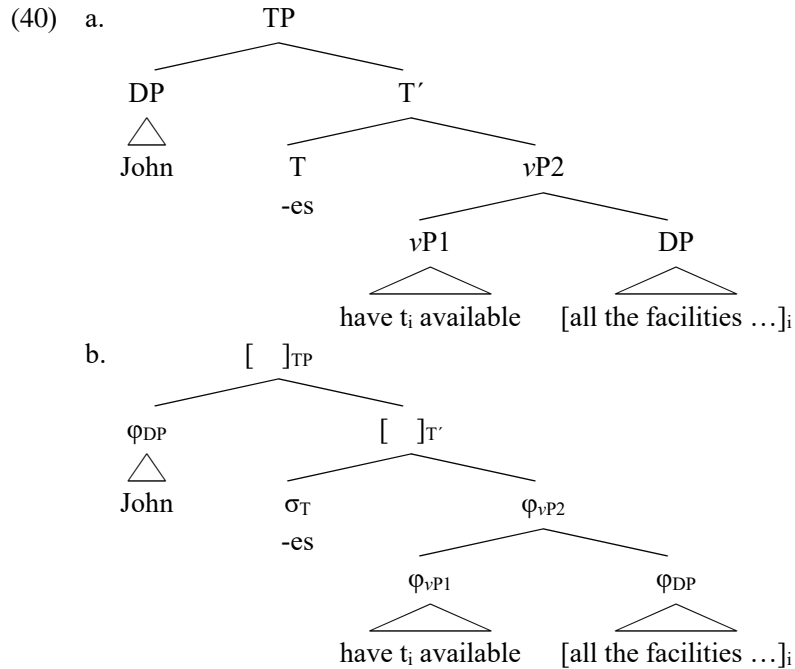 (40) a. TP
DP T′
John T vP2
-es
vP1 DP
have tᵢ available [all the facilities …]ᵢ
b. [ ]TP
φDP [ ]T′
John σT φvP2
-es
φvP1 φDP
have tᵢ available [all the facilities …]ᵢ